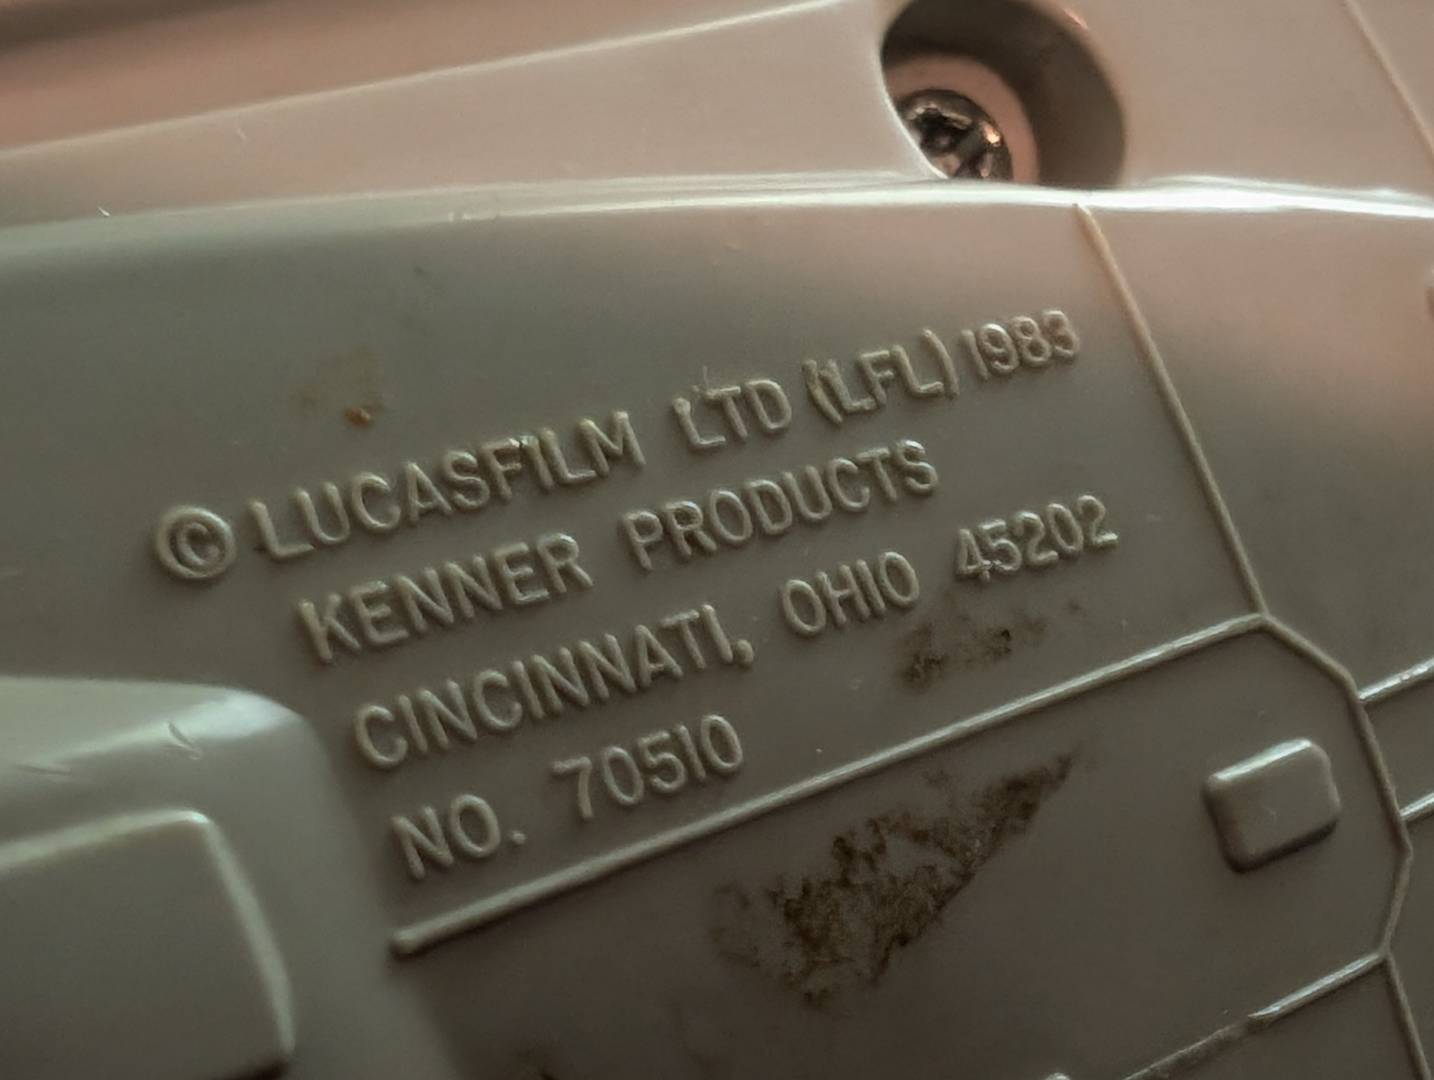 © LUCASFILM LTD (LFL) 1983
KENNER PRODUCTS
CINCINNATI, OHIO 45202
NO. 70510